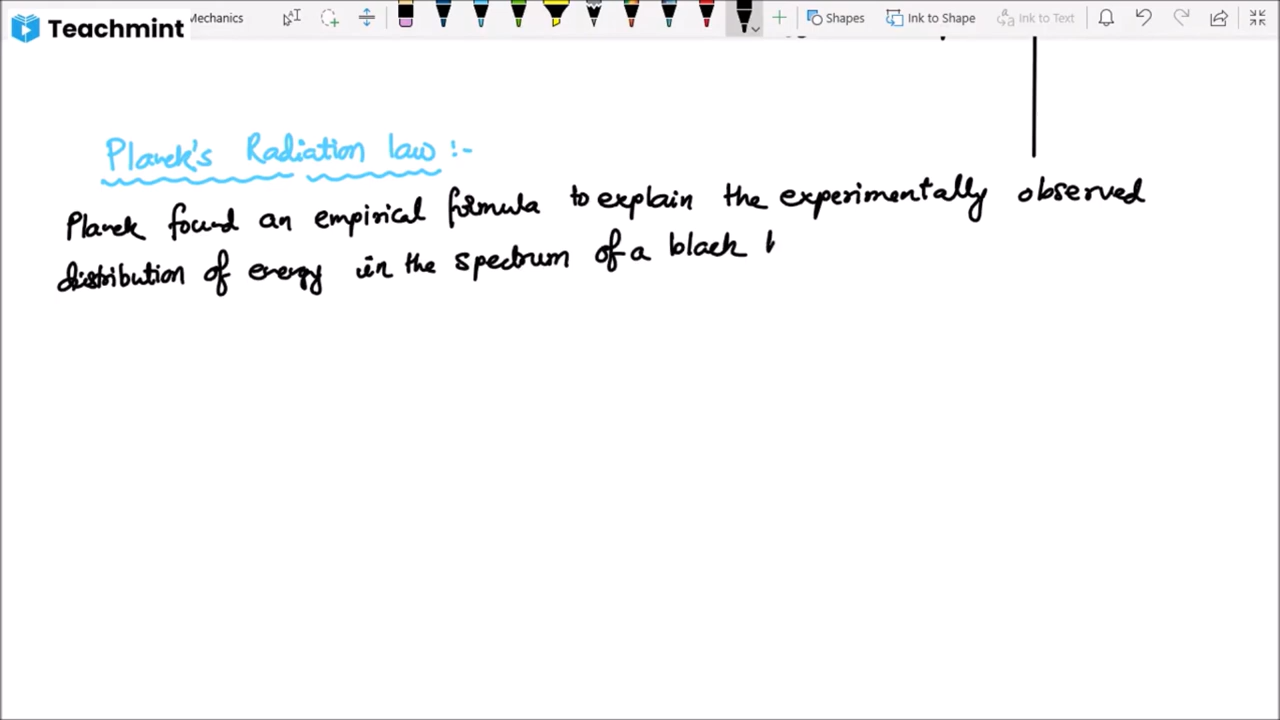 Teachmint
Mechanics
Shapes
Ink to Shape
Ink to Text
Planck's Radiation law :-
Planck found an empirical formula to explain the experimentally observed
distribution of energy in the spectrum of a black b